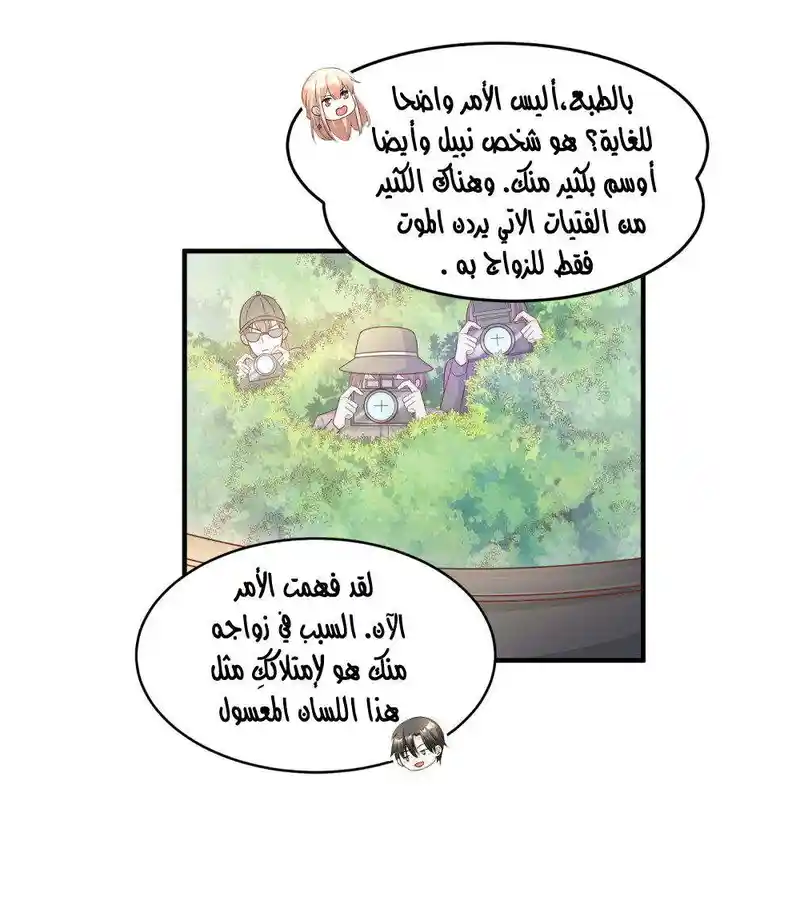 بالطبع،أليس الأمر واضحا
للغاية؟ هو شخص نبيل وأيضا
أوسم بكثير منك. وهناك الكثير
من الفتيات الاتي يردن الموت
فقط للزواج به .
لقد فهمت الأمر
الآن. السبب في زواجه
منك هو لإمتلاككِ مثل
هذا اللسان المعسول